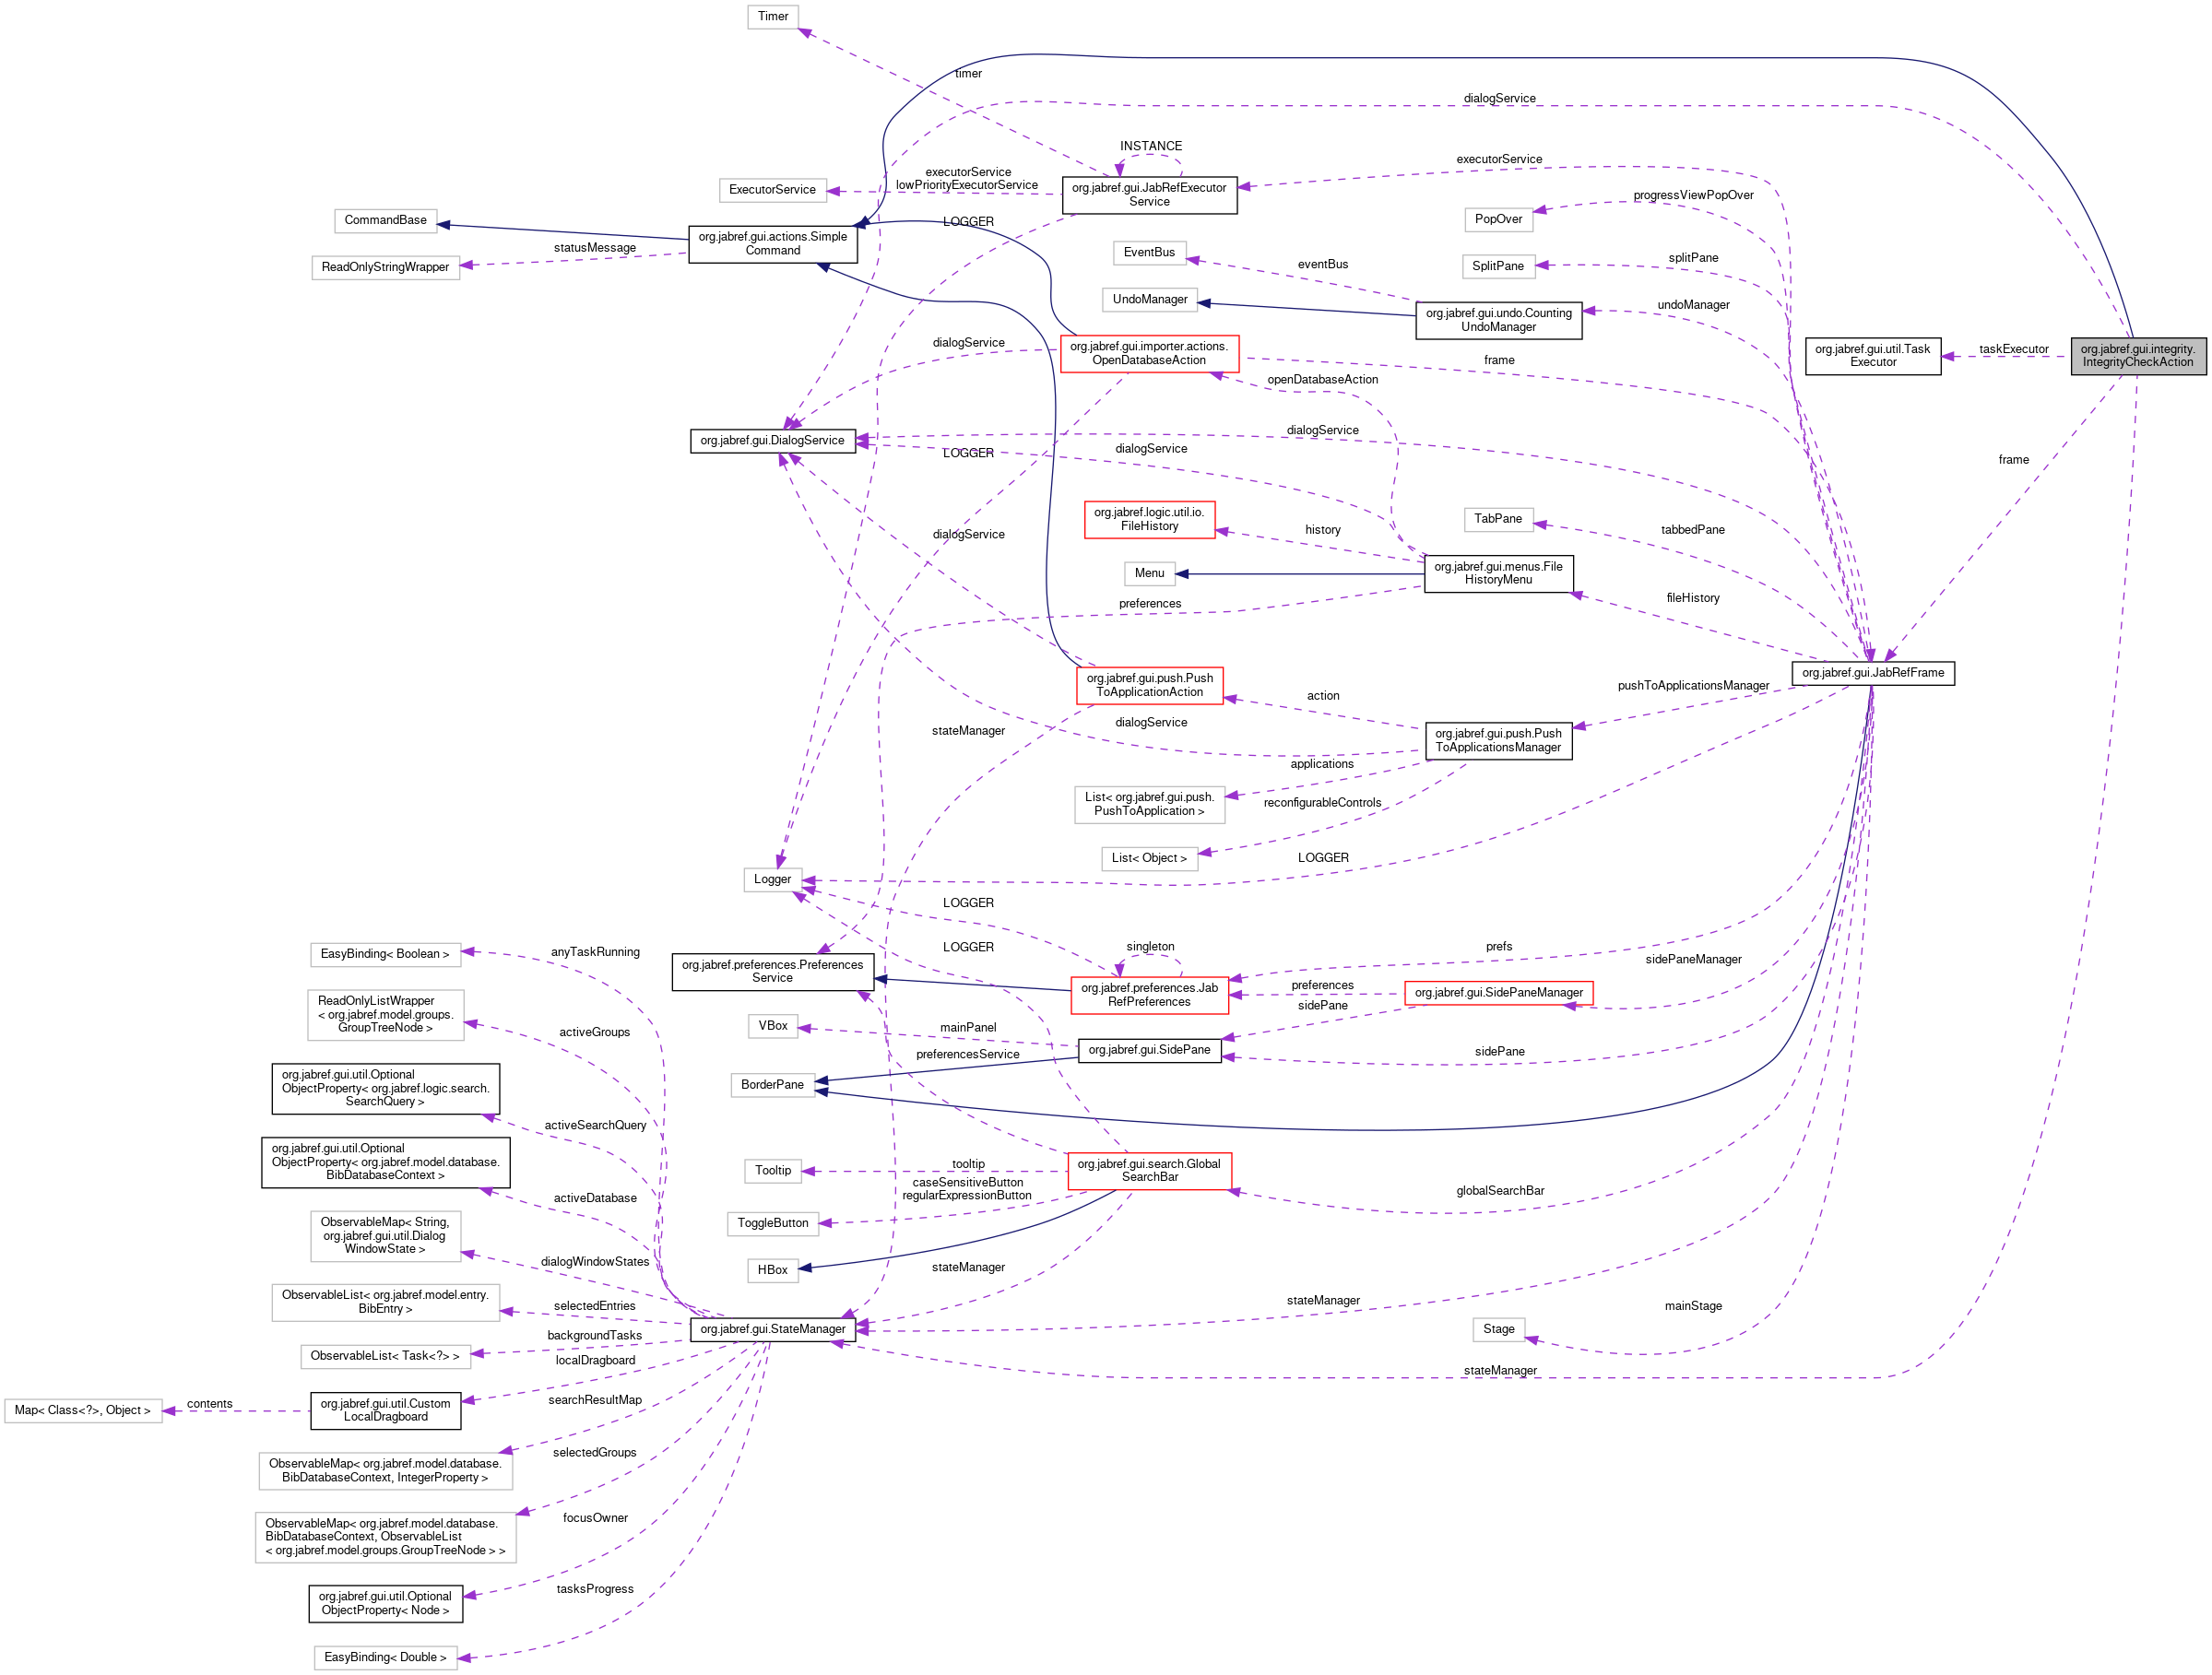 Timer
timer
dialogService
INSTANCE
executorService
lowPriorityExecutorService
ExecutorService
org.jabref.gui.JabRefExecutor
Service
executorService
progressViewPopOver
PopOver
CommandBase
LOGGER
org.jabref.gui.actions.Simple
Command
statusMessage
ReadOnlyStringWrapper
EventBus
eventBus
SplitPane
splitPane
UndoManager
undoManager
org.jabref.gui.undo.Counting
UndoManager
dialogService
org.jabref.gui.importer.actions.
OpenDatabaseAction
frame
org.jabref.gui.util.Task
Executor
taskExecutor
org.jabref.gui.integrity.
IntegrityCheckAction
openDatabaseAction
org.jabref.gui.DialogService
dialogService
dialogService
LOGGER
frame
org.jabref.logic.util.io.
FileHistory
history
TabPane
tabbedPane
dialogService
Menu
org.jabref.gui.menus.File
HistoryMenu
preferences
fileHistory
org.jabref.gui.push.Push
ToApplicationAction
org.jabref.gui.JabRefFrame
action
pushToApplicationsManager
stateManager
dialogService
org.jabref.gui.push.Push
ToApplicationsManager
applications
List< org.jabref.gui.push.
PushToApplication >
reconfigurableControls
List< Object >
LOGGER
Logger
LOGGER
LOGGER
EasyBinding< Boolean >
anyTaskRunning
org.jabref.preferences.Preferences
Service
singleton
org.jabref.preferences.Jab
RefPreferences
preferences
prefs
sidePaneManager
org.jabref.gui.SidePaneManager
sidePane
ReadOnlyListWrapper
< org.jabref.model.groups.
GroupTreeNode >
activeGroups
VBox
mainPanel
org.jabref.gui.SidePane
sidePane
preferencesService
BorderPane
org.jabref.gui.util.Optional
ObjectProperty< org.jabref.logic.search.
SearchQuery >
activeSearchQuery
org.jabref.gui.util.Optional
ObjectProperty< org.jabref.model.database.
BibDatabaseContext >
activeDatabase
Tooltip
tooltip
org.jabref.gui.search.Global
SearchBar
caseSensitiveButton
regularExpressionButton
globalSearchBar
ToggleButton
ObservableMap< String,
org.jabref.gui.util.Dialog
WindowState >
dialogWindowStates
HBox
stateManager
ObservableList< org.jabref.model.entry.
BibEntry >
selectedEntries
org.jabref.gui.StateManager
stateManager
mainStage
Stage
backgroundTasks
ObservableList< Task<?> >
localDragboard
stateManager
Map< Class<?>, Object >
contents
org.jabref.gui.util.Custom
LocalDragboard
searchResultMap
ObservableMap< org.jabref.model.database.
BibDatabaseContext, IntegerProperty >
selectedGroups
ObservableMap< org.jabref.model.database.
BibDatabaseContext, ObservableList
< org.jabref.model.groups.GroupTreeNode > >
focusOwner
org.jabref.gui.util.Optional
ObjectProperty< Node >
tasksProgress
EasyBinding< Double >